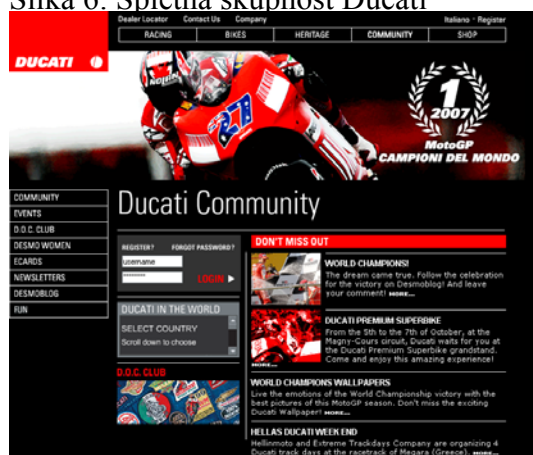 Slika 6: Spletna skupnost Ducati
Dealer Locator Contact Us Company Italiano · Register
RACING BIKES HERITAGE COMMUNITY SHOP
DUCATI
NOLAN
27
1
2007
MotoGP
CAMPIONI DEL MONDO
COMMUNITY
EVENTS
D.O.C. CLUB
DESMO WOMEN
ECARDS
NEWSLETTERS
DESMOBLOG
FUN
Ducati Community
REGISTER? FORGOT PASSWORD?
username
********
LOGIN
DUCATI IN THE WORLD
SELECT COUNTRY
Scroll down to choose
D.O.C. CLUB
DON'T MISS OUT
WORLD CHAMPIONS!
The dream came true. Follow the celebration
for the victory on Desmoblog! And leave
your comment! MORE...
DUCATI PREMIUM SUPERBIKE
From the 5th to the 7th of October, at the
Magny-Cours circuit, Ducati waits for you at
the Ducati Premium Superbike grandstand.
Come and enjoy this amazing experience!
MORE...
WORLD CHAMPIONS WALLPAPERS
Live the emotions of the World Championship victory with the
best pictures of this MotoGP season. Don't miss the exciting
Ducati Wallpaper! MORE...
HELLAS DUCATI WEEK END
Hellinmoto and Extreme Trackdays Company are organizing 4
Ducati track days at the racetrack of Megara (Greece). MORE...